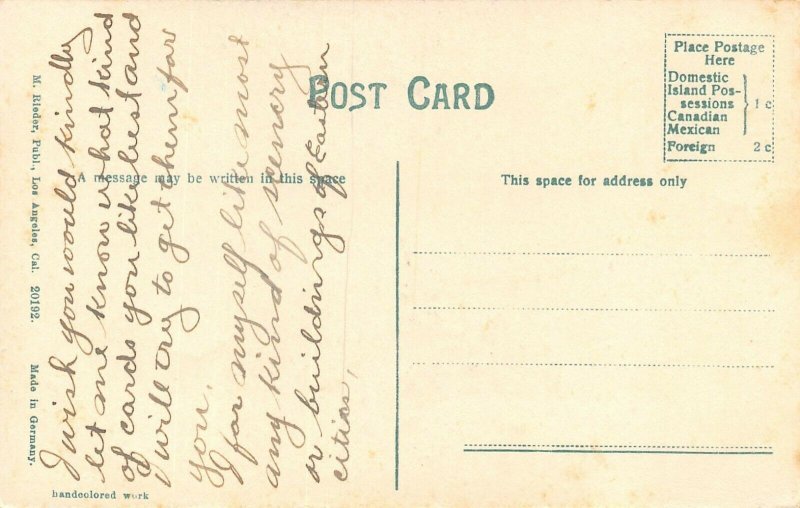 POST CARD
Place Postage
Here
Domestic
Island Pos-
sessions
Canadian
Mexican
1 c
Foreign 2 c
A message may be written in this space
This space for address only
M. Rieder, Publ., Los Angeles, Cal. 20192. Made in Germany.
handcolored work
I wish you would kindly
let me know what kind
of cards you like best and
I will try to get them for
you.
I for myself like most
any kind of scenery
or buildings of Eastern
cities,